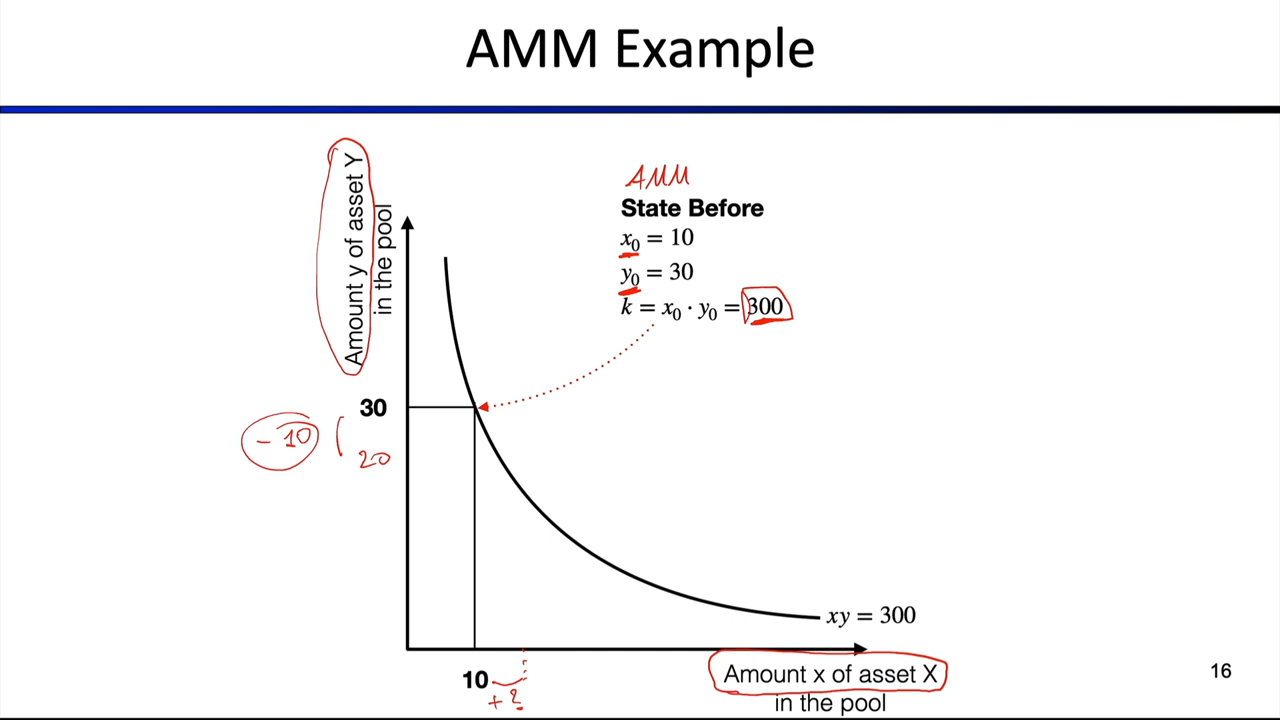 AMM Example
AMM
State Before
x₀ = 10
y₀ = 30
k = x₀ · y₀ = 300
Amount y of asset Y
in the pool
30
- 10
20
xy = 300
10
+ ?
Amount x of asset X
in the pool
16